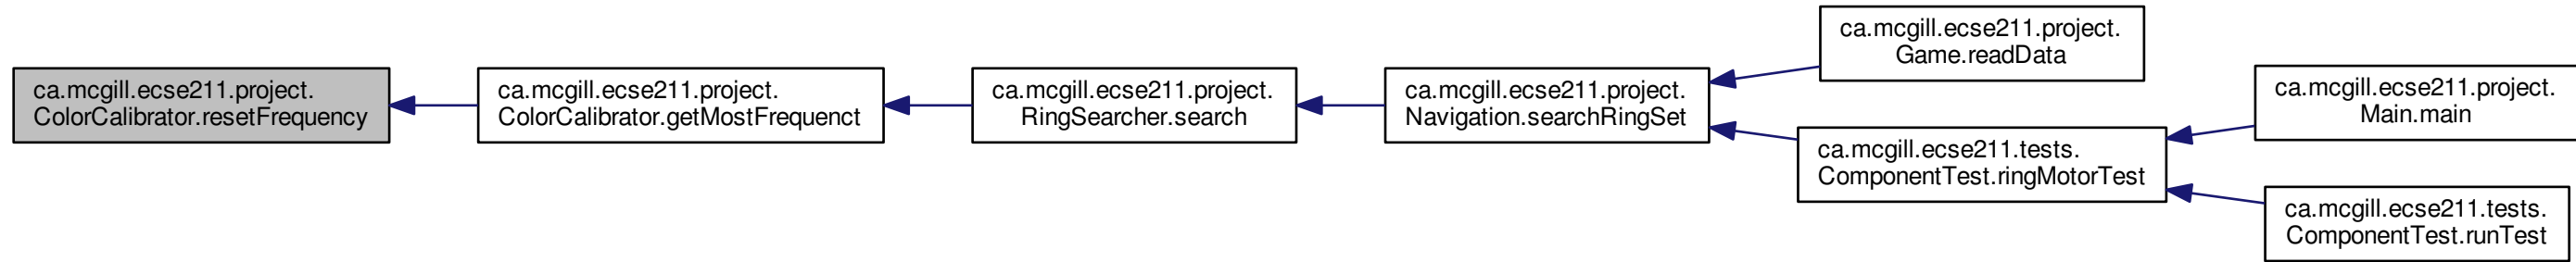 ca.mcgill.ecse211.project.
ColorCalibrator.resetFrequency
ca.mcgill.ecse211.project.
ColorCalibrator.getMostFrequenct
ca.mcgill.ecse211.project.
RingSearcher.search
ca.mcgill.ecse211.project.
Navigation.searchRingSet
ca.mcgill.ecse211.project.
Game.readData
ca.mcgill.ecse211.tests.
ComponentTest.ringMotorTest
ca.mcgill.ecse211.project.
Main.main
ca.mcgill.ecse211.tests.
ComponentTest.runTest